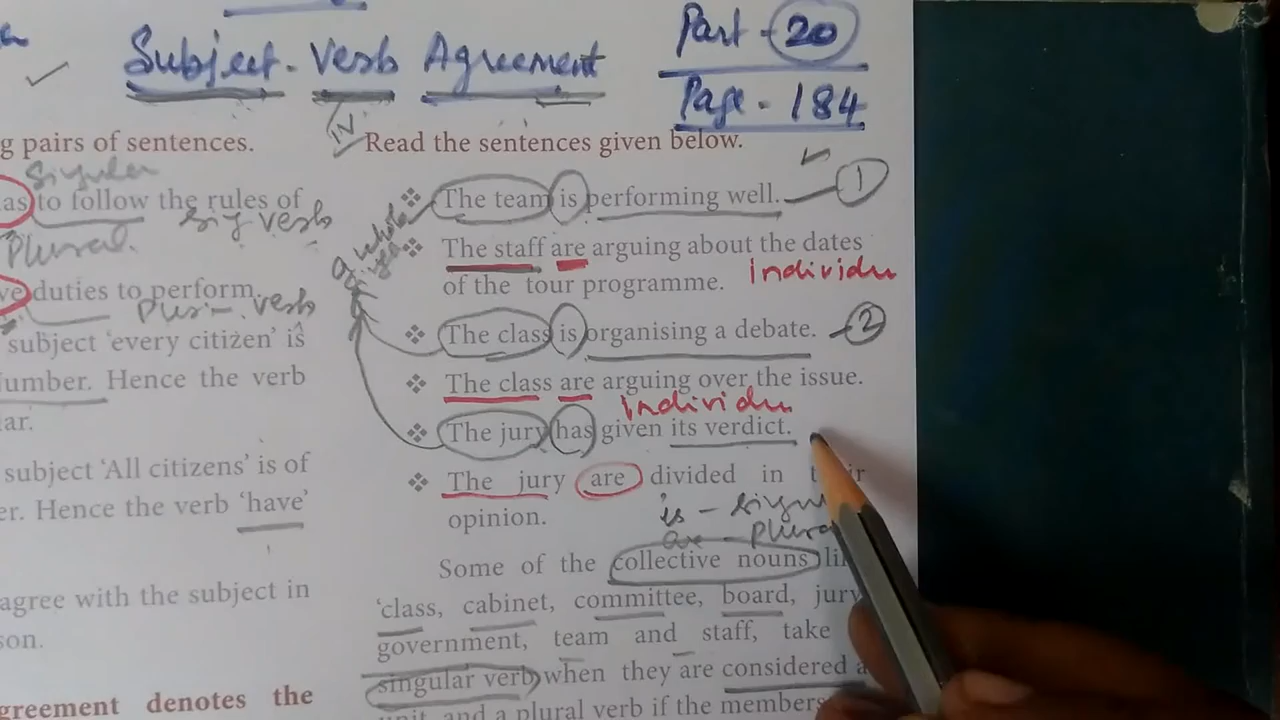 Subject - Verb Agreement
Part - 20
Page - 184
g pairs of sentences.
Singular
as to follow the rules of
sing verb
Plural.
ve duties to perform.
verb
subject 'every citizen' is
umber. Hence the verb
ar.
subject 'All citizens' is of
er. Hence the verb 'have'
agree with the subject in
son.
greement denotes the
IV Read the sentences given below.
❖ The team is performing well. - 1
❖ The staff are arguing about the dates
of the tour programme. individu
❖ The class is organising a debate. - 2
❖ The class are arguing over the issue.
individu
❖ The jury has given its verdict.
❖ The jury are divided in
opinion.
is -
are -
Some of the collective nouns
'class, cabinet, committee, board, jury
government, team and staff, take
singular verb when they are considered
unit, and a plural verb if the members